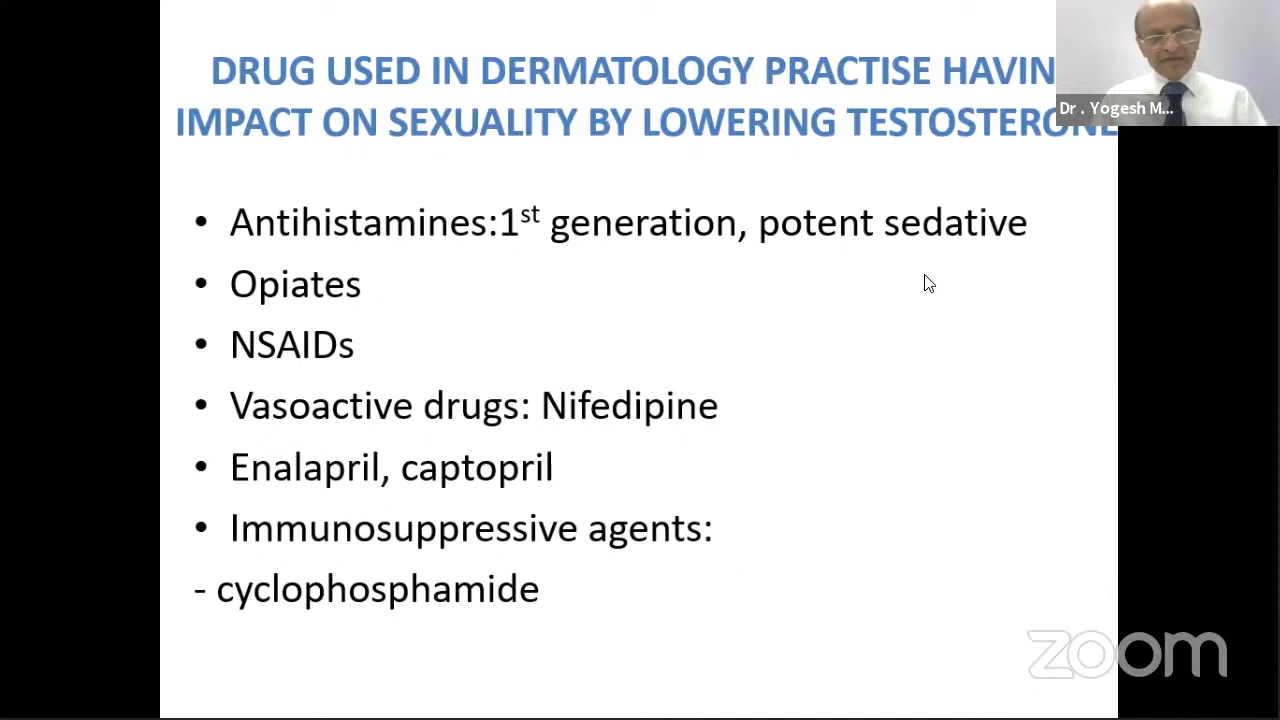 DRUG USED IN DERMATOLOGY PRACTISE HAVIN
IMPACT ON SEXUALITY BY LOWERING TESTOSTERONE
Dr . Yogesh M...
• Antihistamines:1st generation, potent sedative
• Opiates
• NSAIDs
• Vasoactive drugs: Nifedipine
• Enalapril, captopril
• Immunosuppressive agents:
- cyclophosphamide
zoom